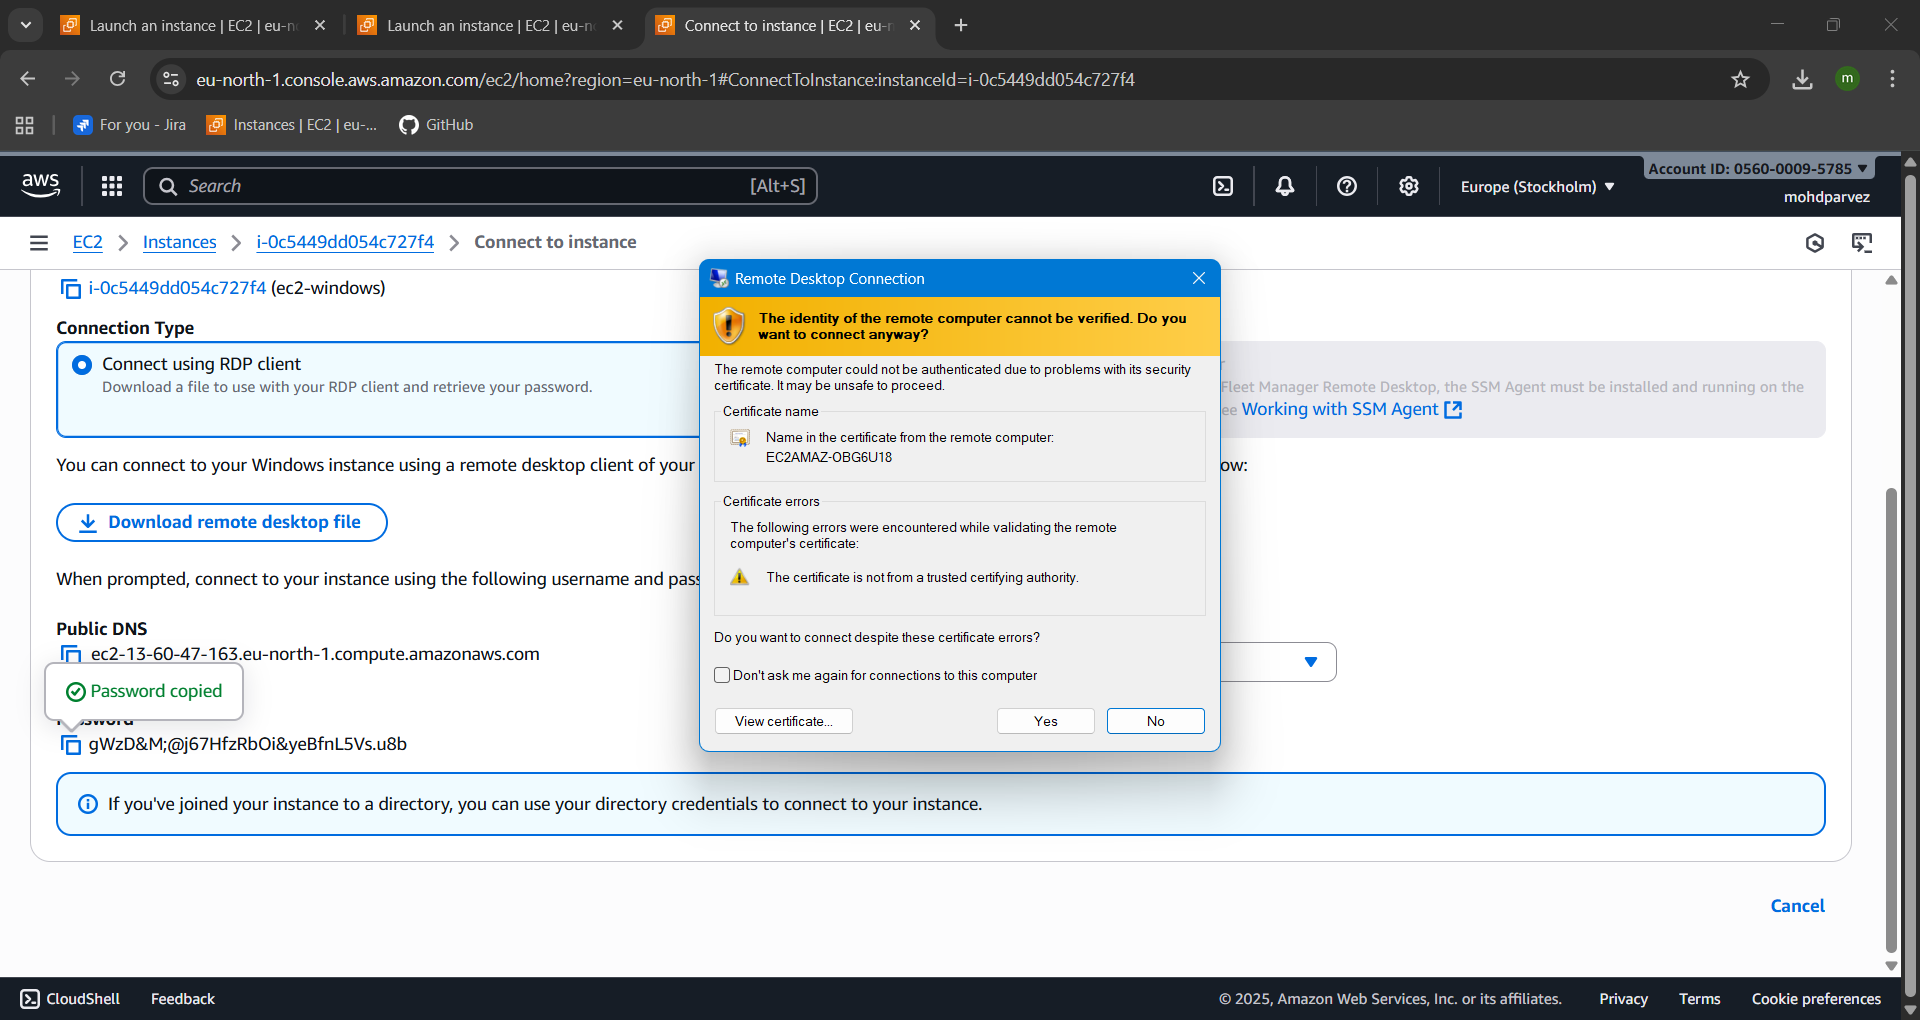 Launch an instance | EC2 | eu-n
Launch an instance | EC2 | eu-no
Connect to instance | EC2 | eu-n
eu-north-1.console.aws.amazon.com/ec2/home?region=eu-north-1#ConnectToInstance:instanceId=i-0c5449dd054c727f4
m
For you - Jira
Instances | EC2 | eu-...
GitHub
aws
Search
[Alt+S]
Europe (Stockholm)
Account ID: 0560-0009-5785
mohdparvez
EC2
Instances
i-0c5449dd054c727f4
Connect to instance
i-0c5449dd054c727f4 (ec2-windows)
Connection Type
Connect using RDP client
Download a file to use with your RDP client and retrieve your password.
Fleet Manager Remote Desktop, the SSM Agent must be installed and running on the
ee Working with SSM Agent
You can connect to your Windows instance using a remote desktop client of your
ow:
Download remote desktop file
When prompted, connect to your instance using the following username and pass
Public DNS
ec2-13-60-47-163.eu-north-1.compute.amazonaws.com
Password copied
Password
gWzD&M;@j67HfzRbOi&yeBfnL5Vs.u8b
If you've joined your instance to a directory, you can use your directory credentials to connect to your instance.
Cancel
Remote Desktop Connection
The identity of the remote computer cannot be verified. Do you
want to connect anyway?
The remote computer could not be authenticated due to problems with its security
certificate. It may be unsafe to proceed.
Certificate name
Name in the certificate from the remote computer:
EC2AMAZ-OBG6U18
Certificate errors
The following errors were encountered while validating the remote
computer's certificate:
The certificate is not from a trusted certifying authority.
Do you want to connect despite these certificate errors?
Don't ask me again for connections to this computer
View certificate...
Yes
No
CloudShell
Feedback
© 2025, Amazon Web Services, Inc. or its affiliates.
Privacy
Terms
Cookie preferences